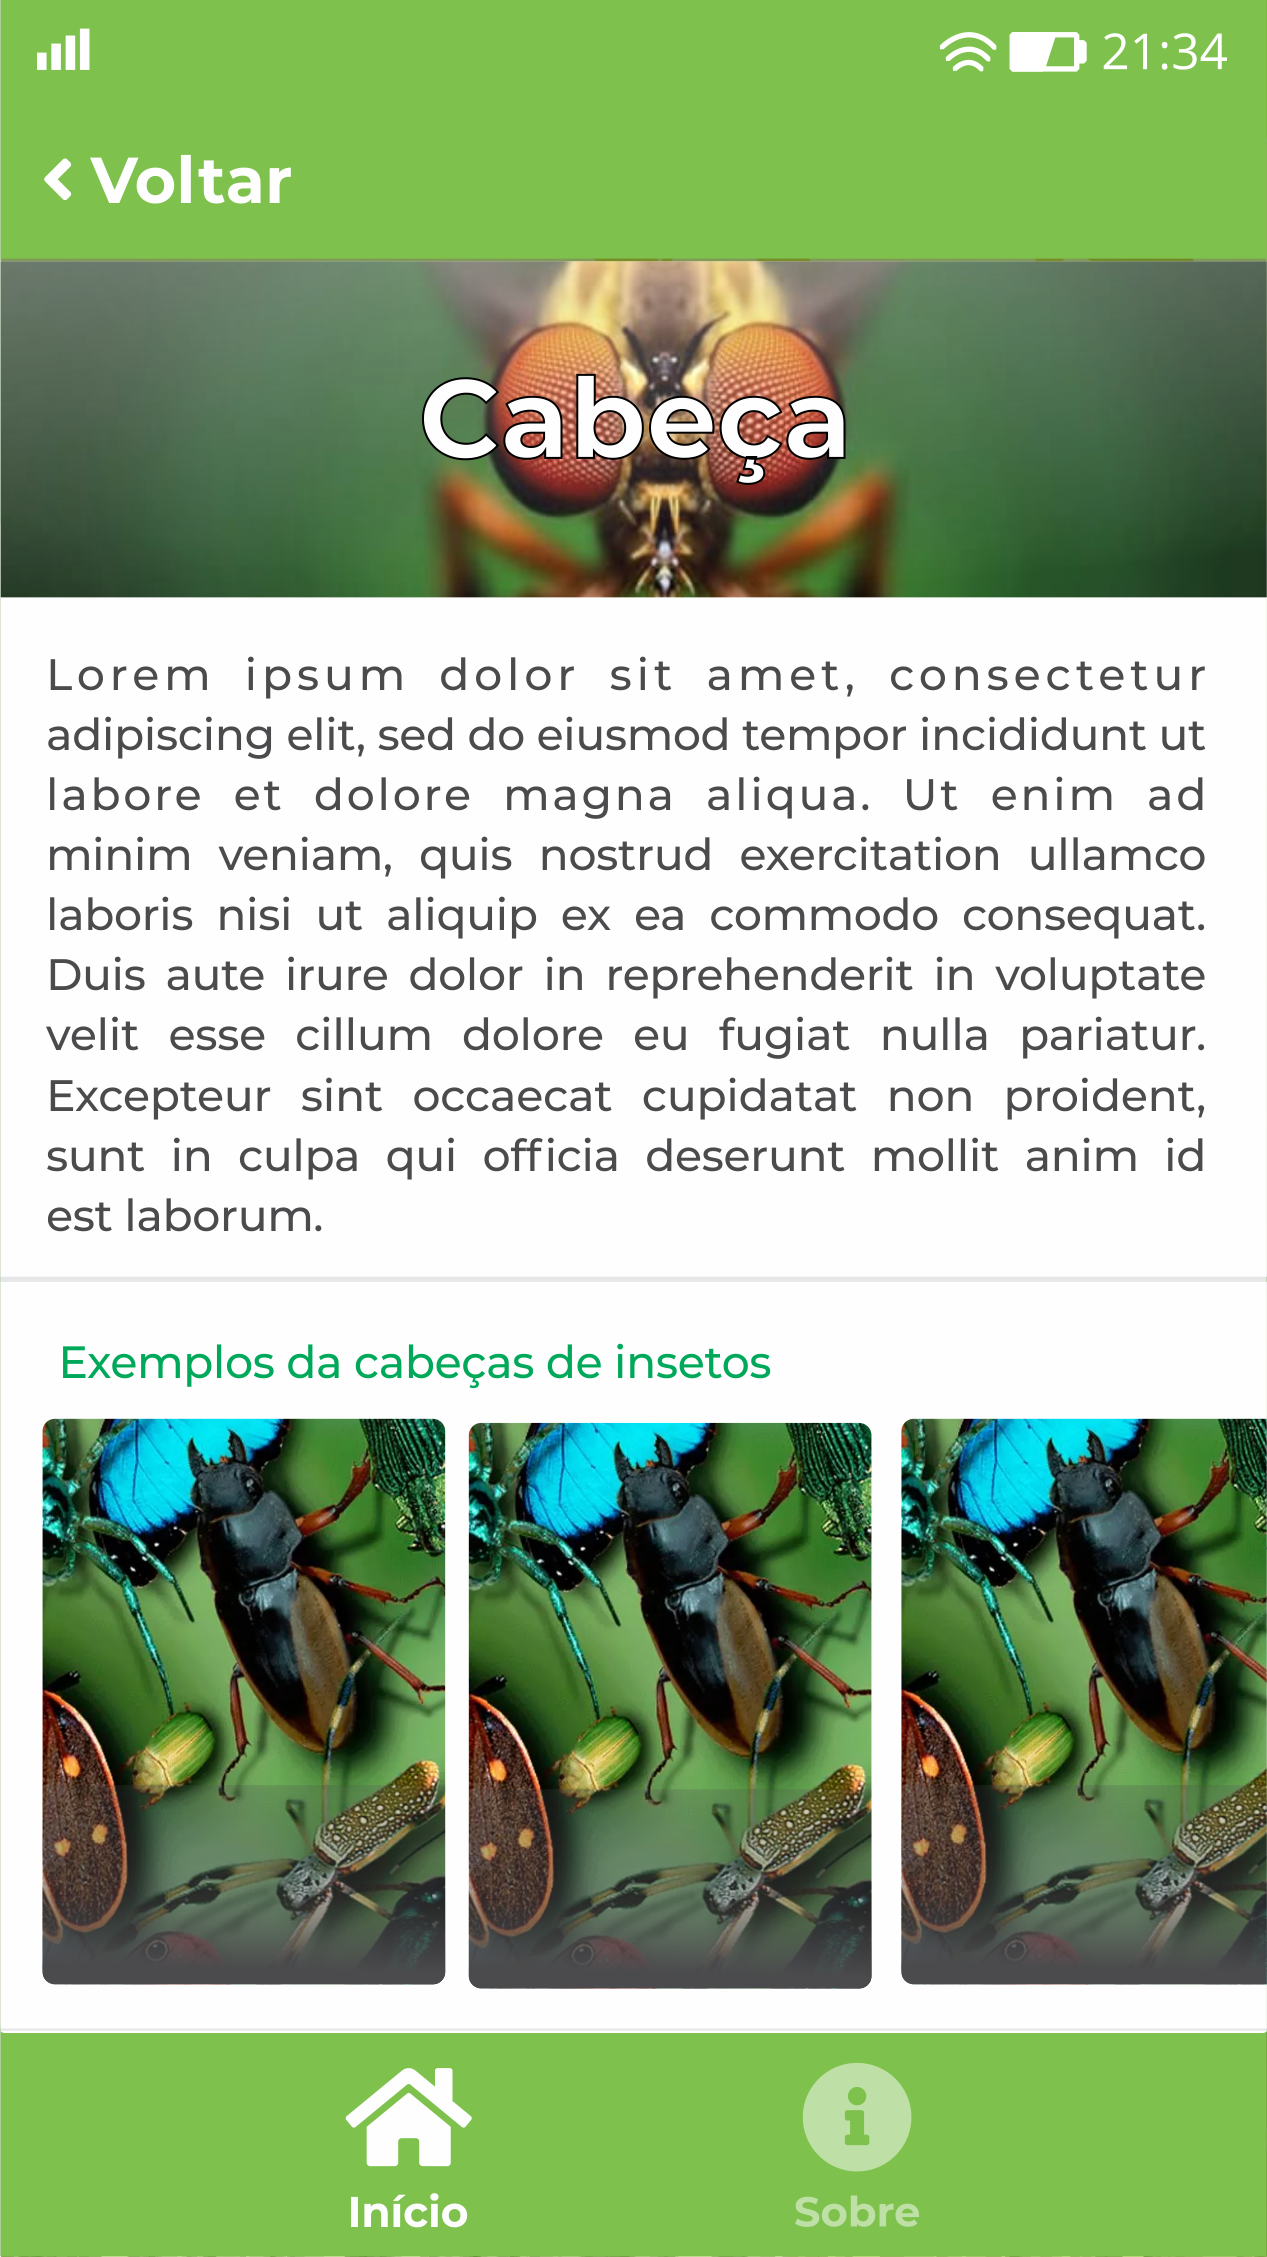 21:34
Voltar
Cabeça
Lorem ipsum dolor sit amet, consectetur
adipiscing elit, sed do eiusmod tempor incididunt ut
labore et dolore magna aliqua. Ut enim ad
minim veniam, quis nostrud exercitation ullamco
laboris nisi ut aliquip ex ea commodo consequat.
Duis aute irure dolor in reprehenderit in voluptate
velit esse cillum dolore eu fugiat nulla pariatur.
Excepteur sint occaecat cupidatat non proident,
sunt in culpa qui officia deserunt mollit anim id
est laborum.
Exemplos da cabeças de insetos
Início
Sobre